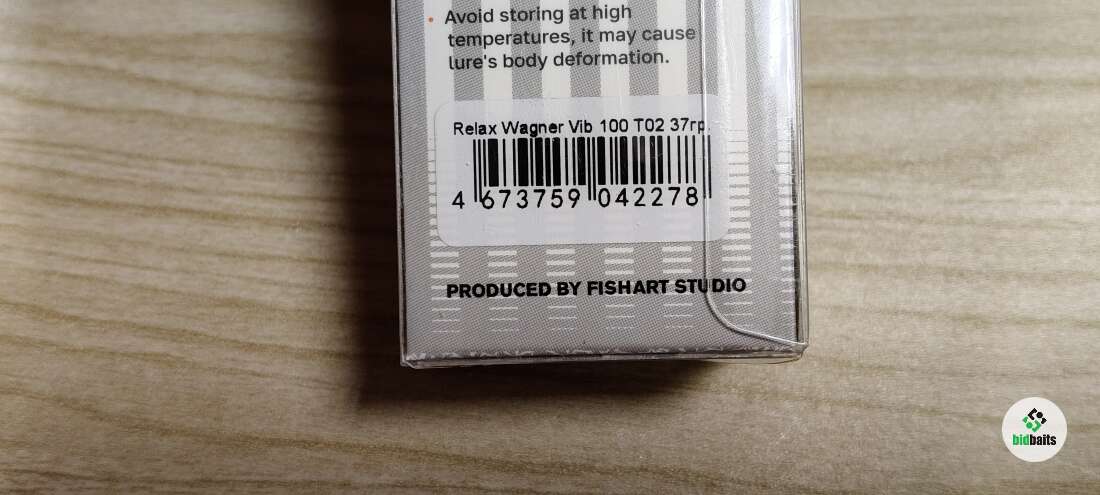 Avoid storing at high
temperatures, it may cause
lure's body deformation.
Relax Wagner Vib 100 T02 37гр.
4 673759 042278
PRODUCED BY FISHART STUDIO
bidbaits